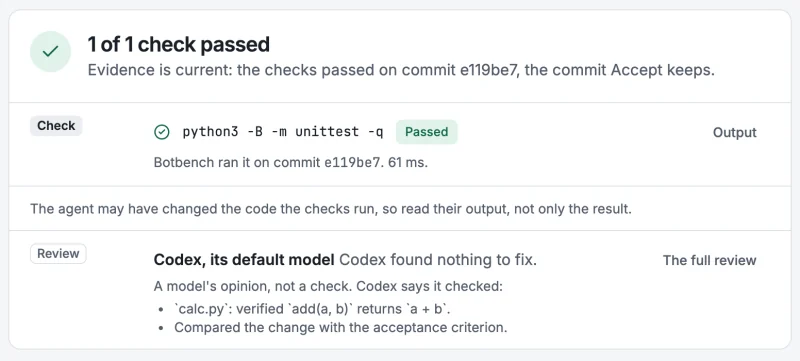 1 of 1 check passed
Evidence is current: the checks passed on commit e119be7, the commit Accept keeps.
Check
python3 -B -m unittest -q
Passed
Output
Botbench ran it on commit e119be7. 61 ms.
The agent may have changed the code the checks run, so read their output, not only the result.
Review
Codex, its default model Codex found nothing to fix.
The full review
A model's opinion, not a check. Codex says it checked:
• `calc.py`: verified `add(a, b)` returns `a + b`.
• Compared the change with the acceptance criterion.